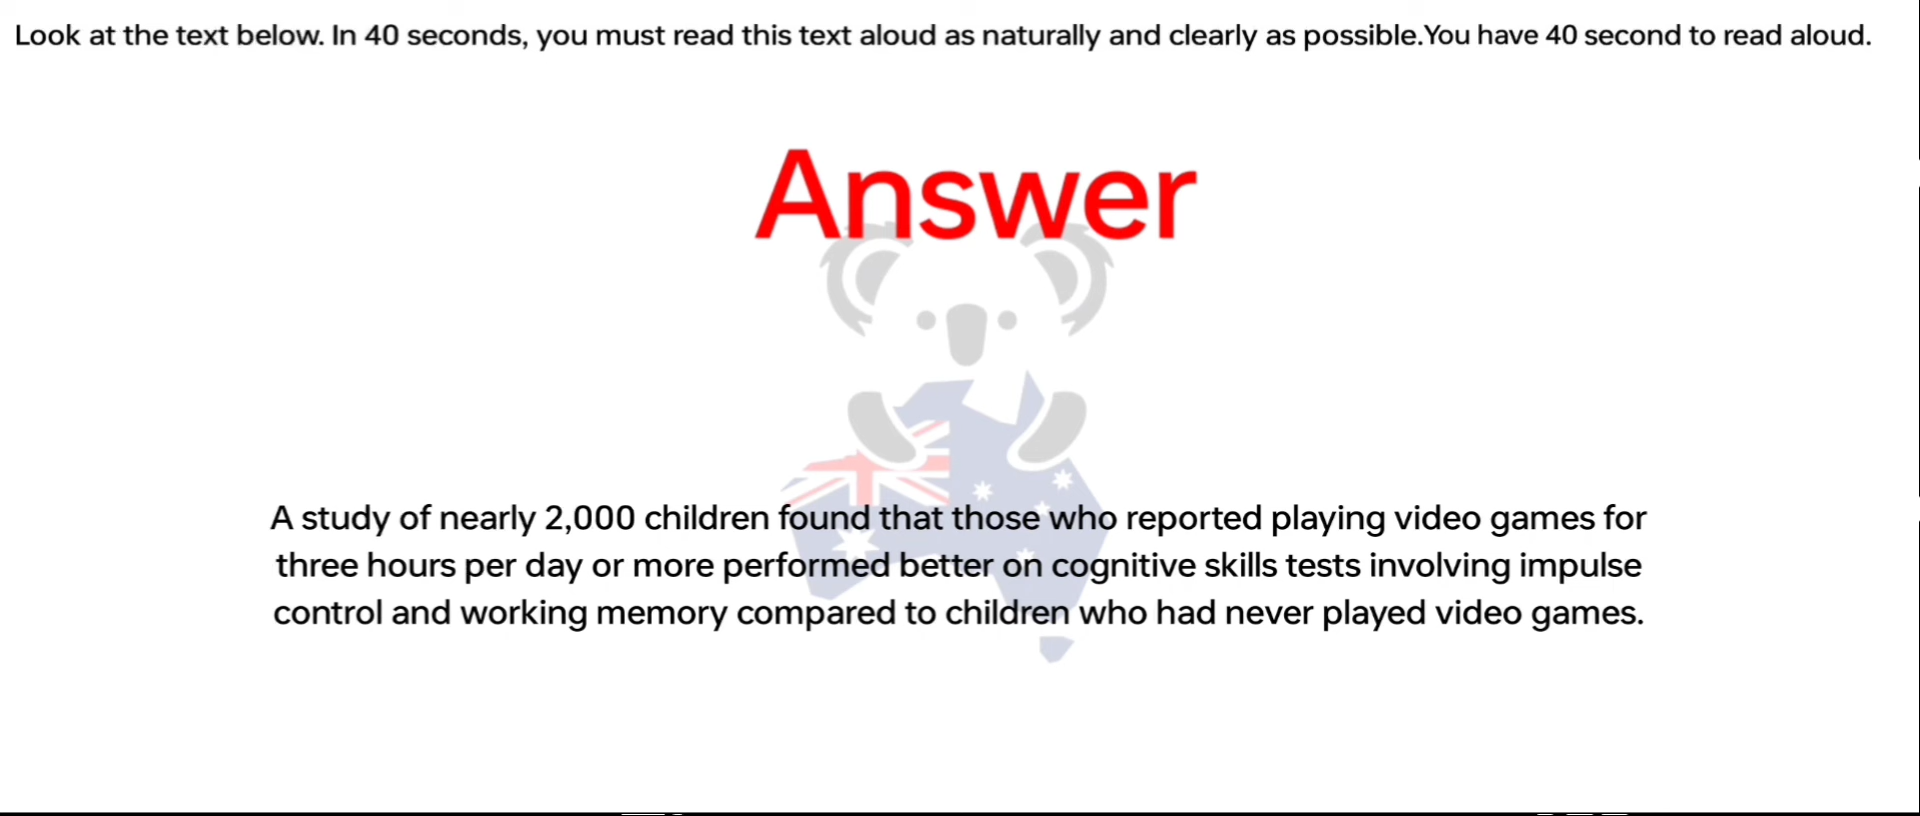 Look at the text below. In 40 seconds, you must read this text aloud as naturally and clearly as possible.You have 40 second to read aloud.
Answer
A study of nearly 2,000 children found that those who reported playing video games for
three hours per day or more performed better on cognitive skills tests involving impulse
control and working memory compared to children who had never played video games.